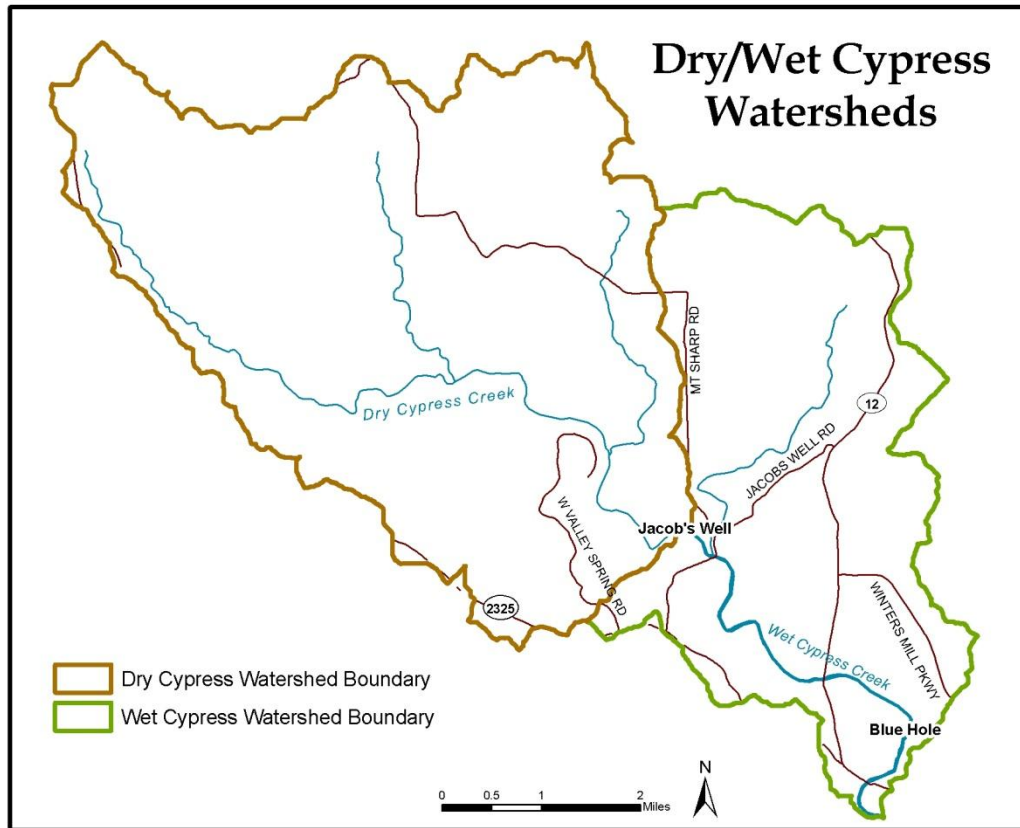 Dry/Wet Cypress
Watersheds
MT SHARP RD
12
Dry Cypress Creek
JACOBS WELL RD
Jacob's Well
W VALLEY SPRING RD
2325
WINTERS MILL PKWY
Wet Cypress Creek
Dry Cypress Watershed Boundary
Wet Cypress Watershed Boundary
Blue Hole
N
0 0.5 1 2
Miles